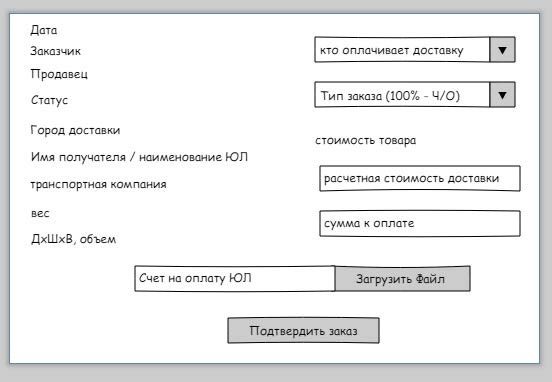 Дата
Заказчик
кто оплачивает доставку
Продавец
Статус
Тип заказа (100% - Ч/О)
Город доставки
стоимость товара
Имя получателя / наименование ЮЛ
транспортная компания
расчетная стоимость доставки
вес
сумма к оплате
ДхШхВ, объем
Счет на оплату ЮЛ
Загрузить Файл
Подтвердить заказ